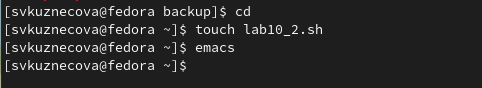 [svkuznecova@fedora backup]$ cd
[svkuznecova@fedora ~]$ touch lab10_2.sh
[svkuznecova@fedora ~]$ emacs
[svkuznecova@fedora ~]$